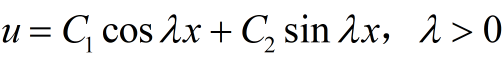 u = C₁ cos λx + C₂ sin λx，λ > 0